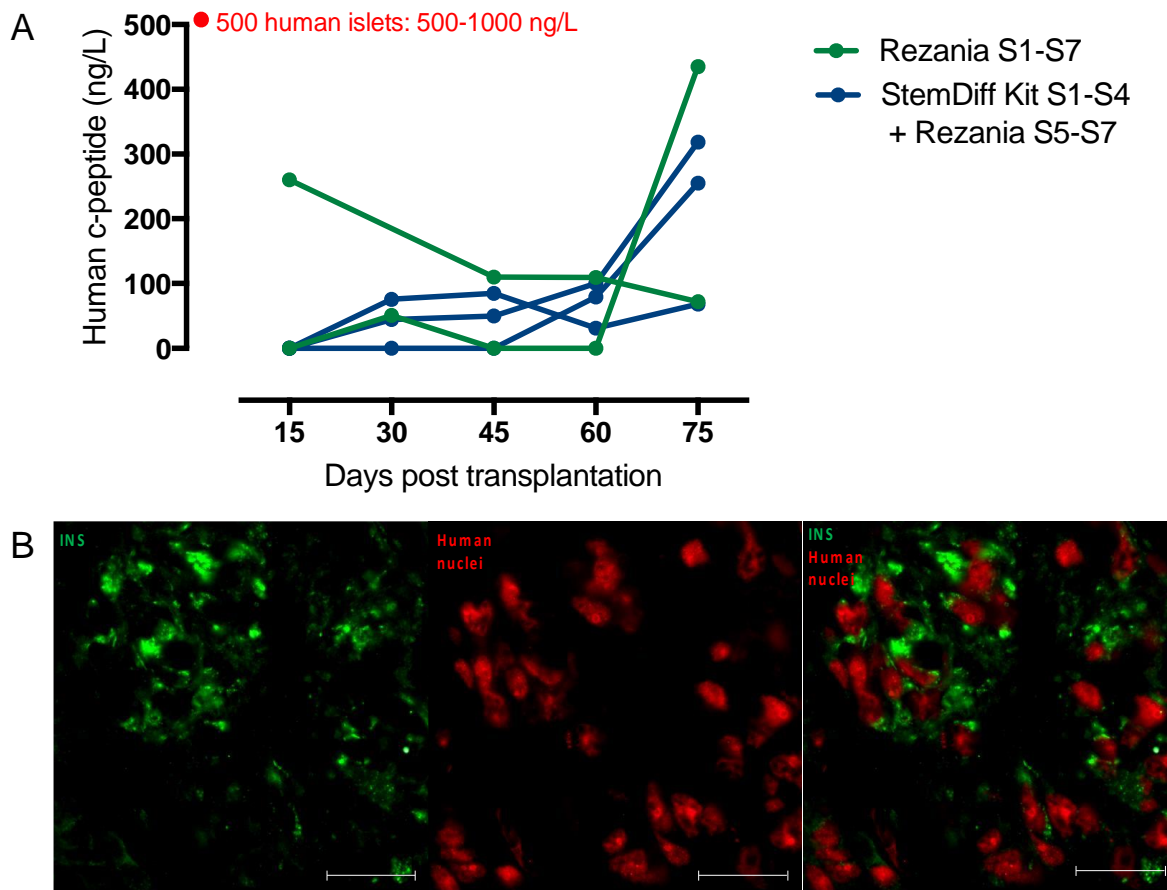 A
500 human islets: 500-1000 ng/L
Human c-peptide (ng/L)
500
400
300
200
100
0
15 30 45 60 75
Days post transplantation
Rezania S1-S7
StemDiff Kit S1-S4
+ Rezania S5-S7
B
INS
Human
nuclei
INS
Human
nuclei